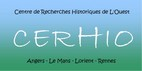 Centre de Recherches Historiques de L'Ouest
CERHIO
Angers - Le Mans - Lorient - Rennes